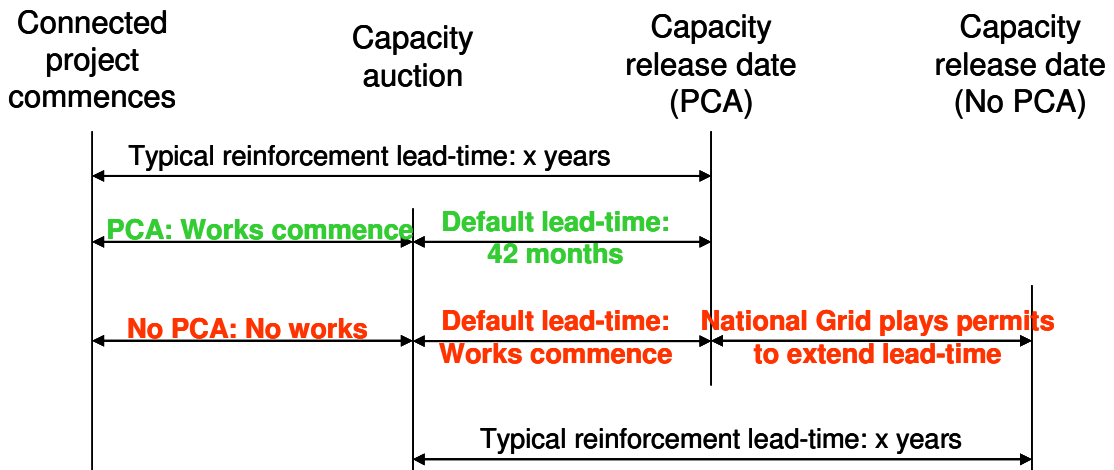 Connected
project
commences
Capacity
auction
Capacity
release date
(PCA)
Capacity
release date
(No PCA)
Typical reinforcement lead-time: x years
PCA: Works commence
Default lead-time:
42 months
No PCA: No works
Default lead-time:
Works commence
National Grid plays permits
to extend lead-time
Typical reinforcement lead-time: x years